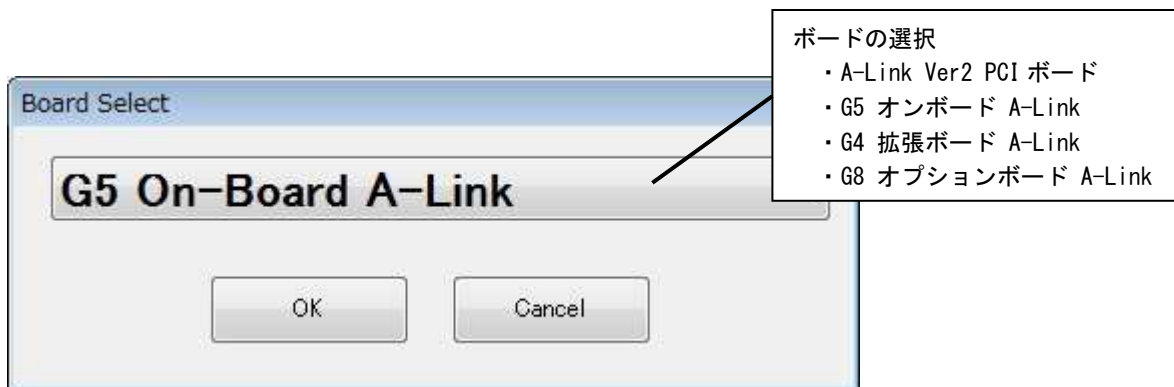 ボードの選択
・A-Link Ver2 PCI ボード
・G5 オンボード A-Link
・G4 拡張ボード A-Link
・G8 オプションボード A-Link
Board Select
G5 On-Board A-Link
OK
Cancel